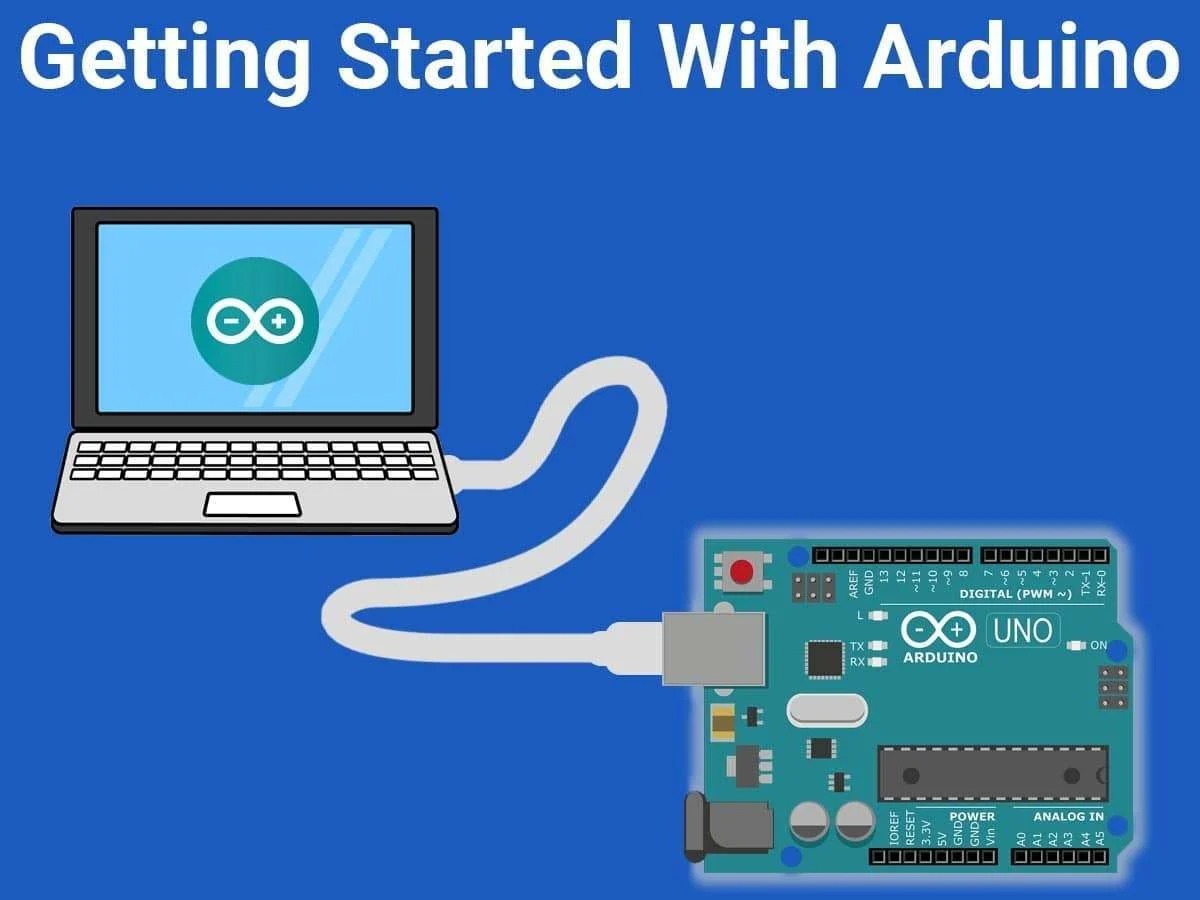 Getting Started With Arduino
AREF
GND
13
12
~11
~10
~9
8
7
~6
~5
4
~3
2
TX-1
RX-0
DIGITAL (PWM ~)
L
TX
RX
UNO
ARDUINO
ON
POWER
ANALOG IN
IOREF
RESET
3.3V
5V
GND
GND
Vin
A0
A1
A2
A3
A4
A5